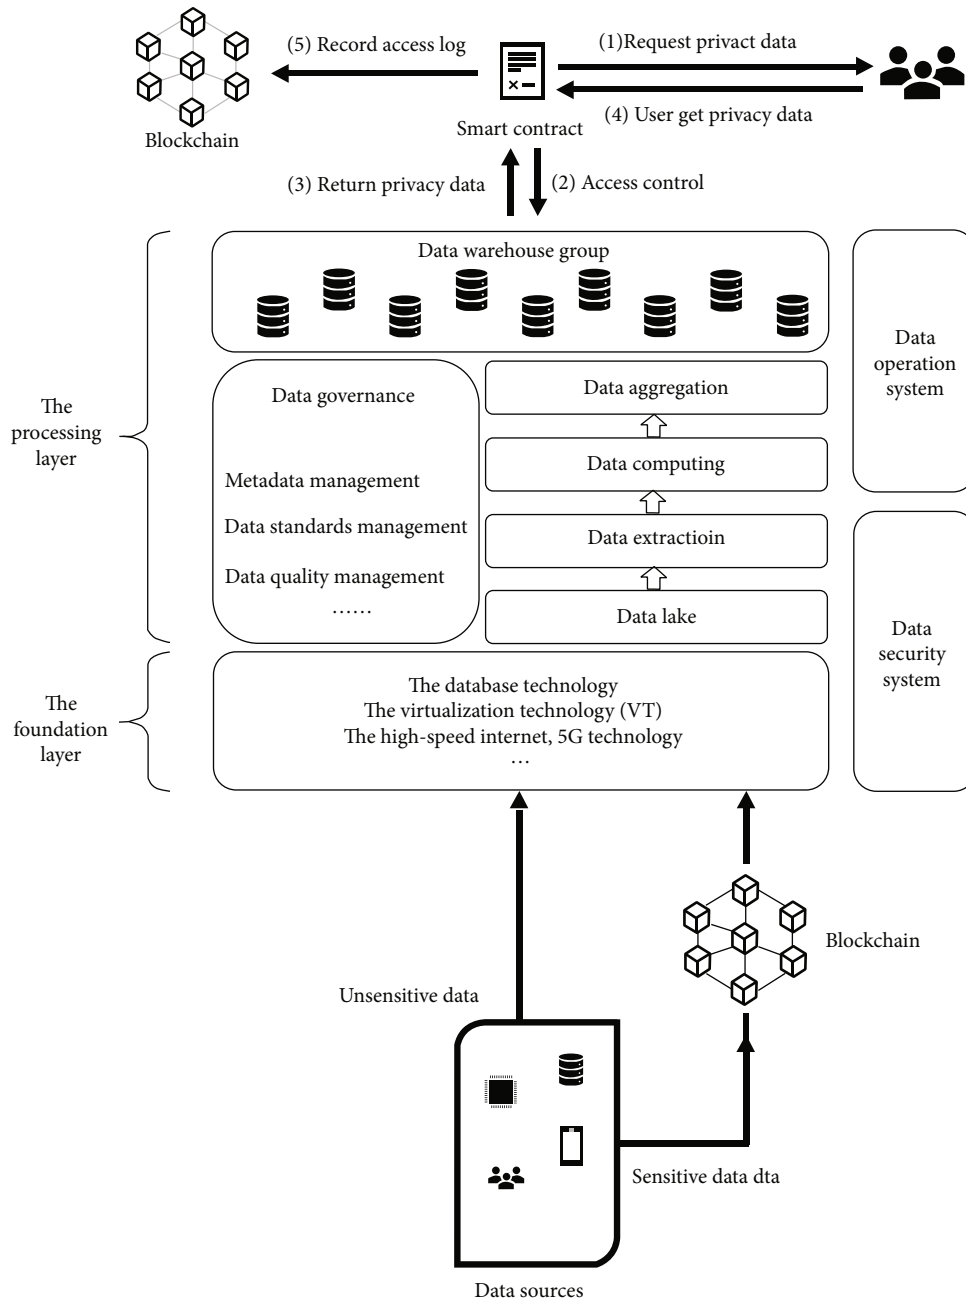 (5) Record access log
(1)Request privact data
(4) User get privacy data
Blockchain
Smart contract
(3) Return privacy data
(2) Access control
Data warehouse group
The
processing
layer
Data governance
Metadata management
Data standards management
Data quality management
……
Data aggregation
Data computing
Data extractioin
Data lake
Data
operation
system
Data
security
system
The
foundation
layer
The database technology
The virtualization technology (VT)
The high-speed internet, 5G technology
…
Blockchain
Unsensitive data
Sensitive data dta
Data sources